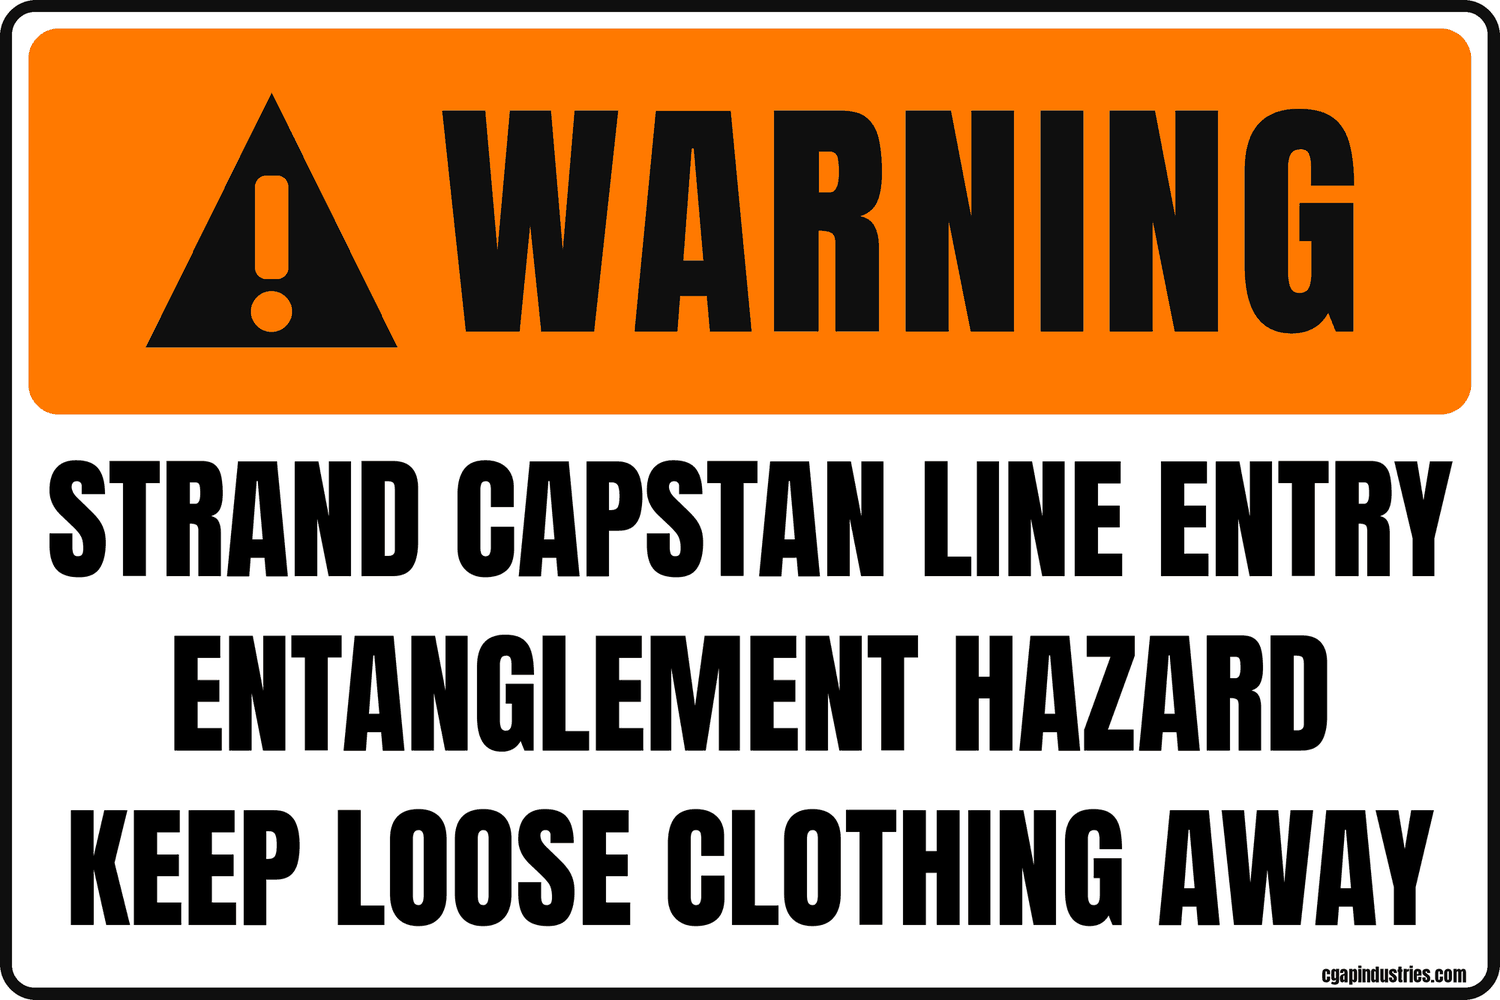 WARNING
STRAND CAPSTAN LINE ENTRY
ENTANGLEMENT HAZARD
KEEP LOOSE CLOTHING AWAY
cgapindustries.com